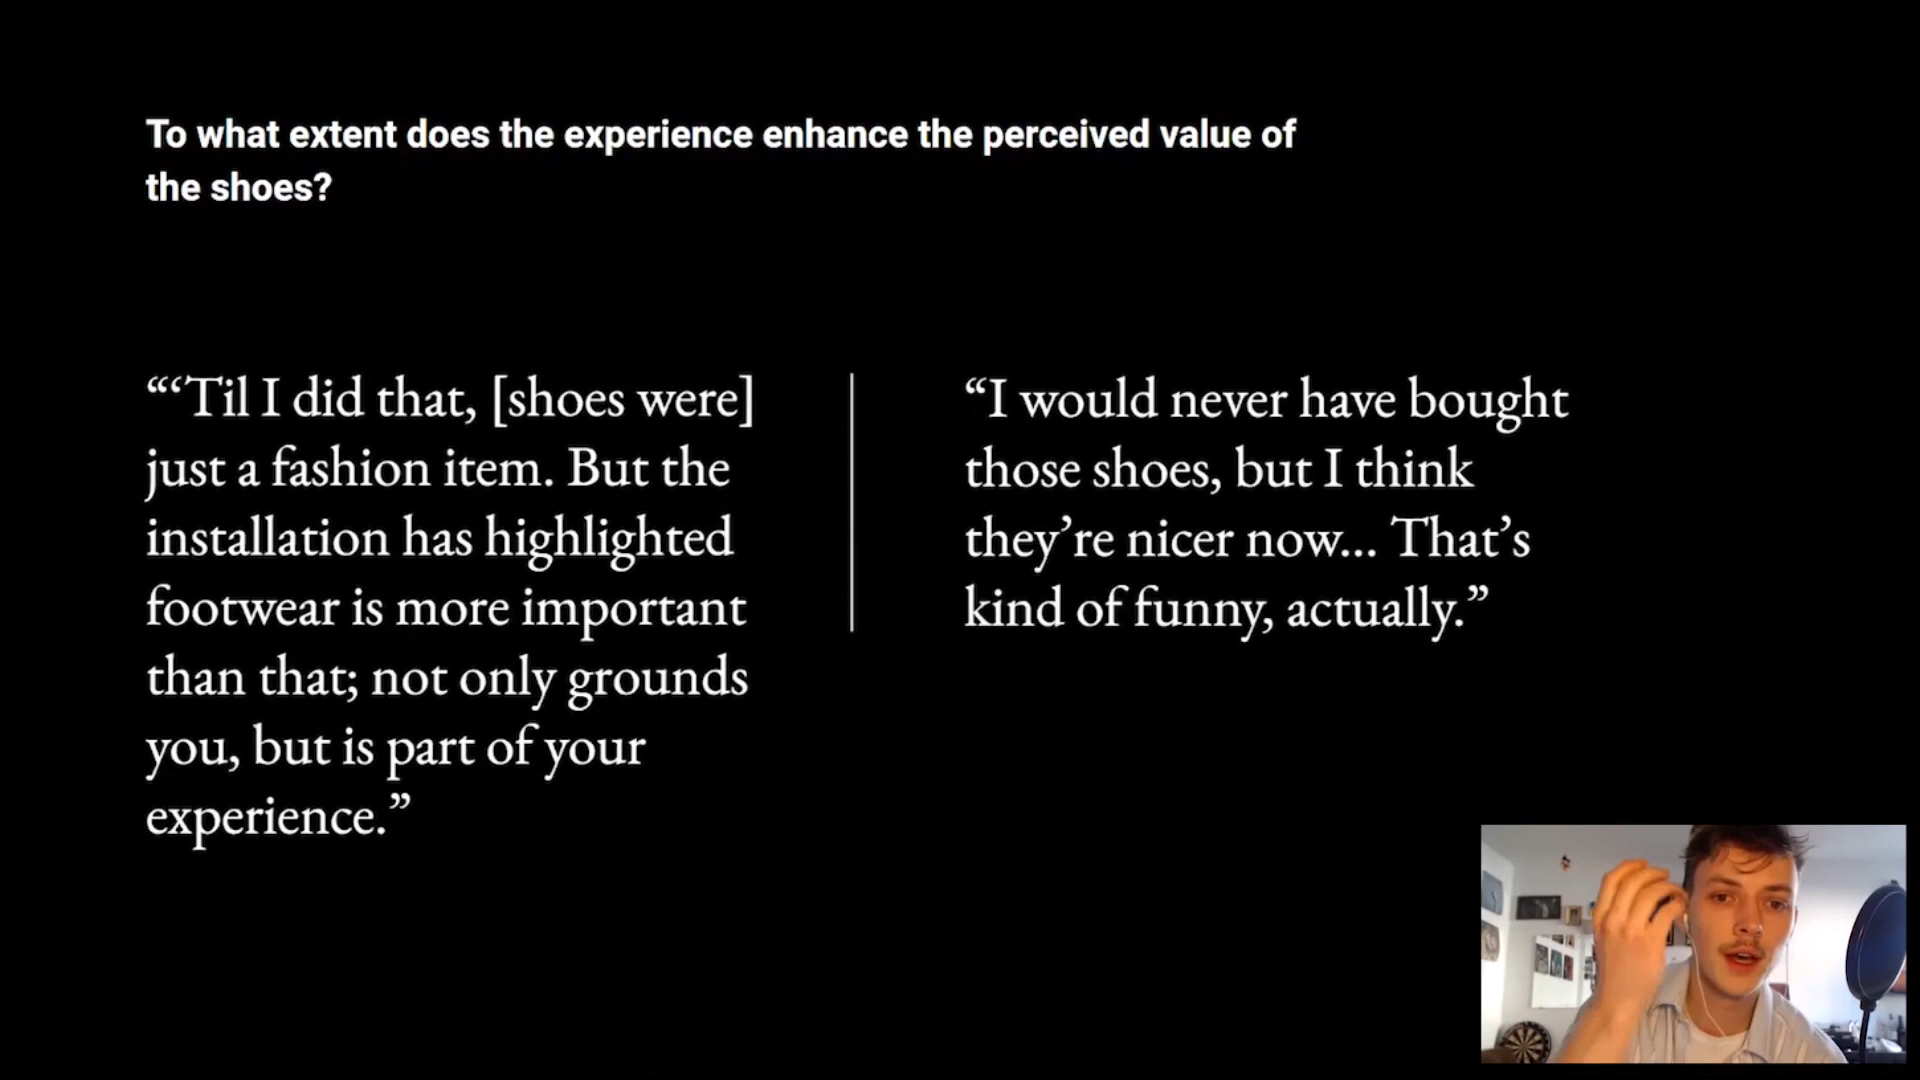 To what extent does the experience enhance the perceived value of
the shoes?
“‘Til I did that, [shoes were]
just a fashion item. But the
installation has highlighted
footwear is more important
than that; not only grounds
you, but is part of your
experience.”
“I would never have bought
those shoes, but I think
they’re nicer now... That’s
kind of funny, actually.”